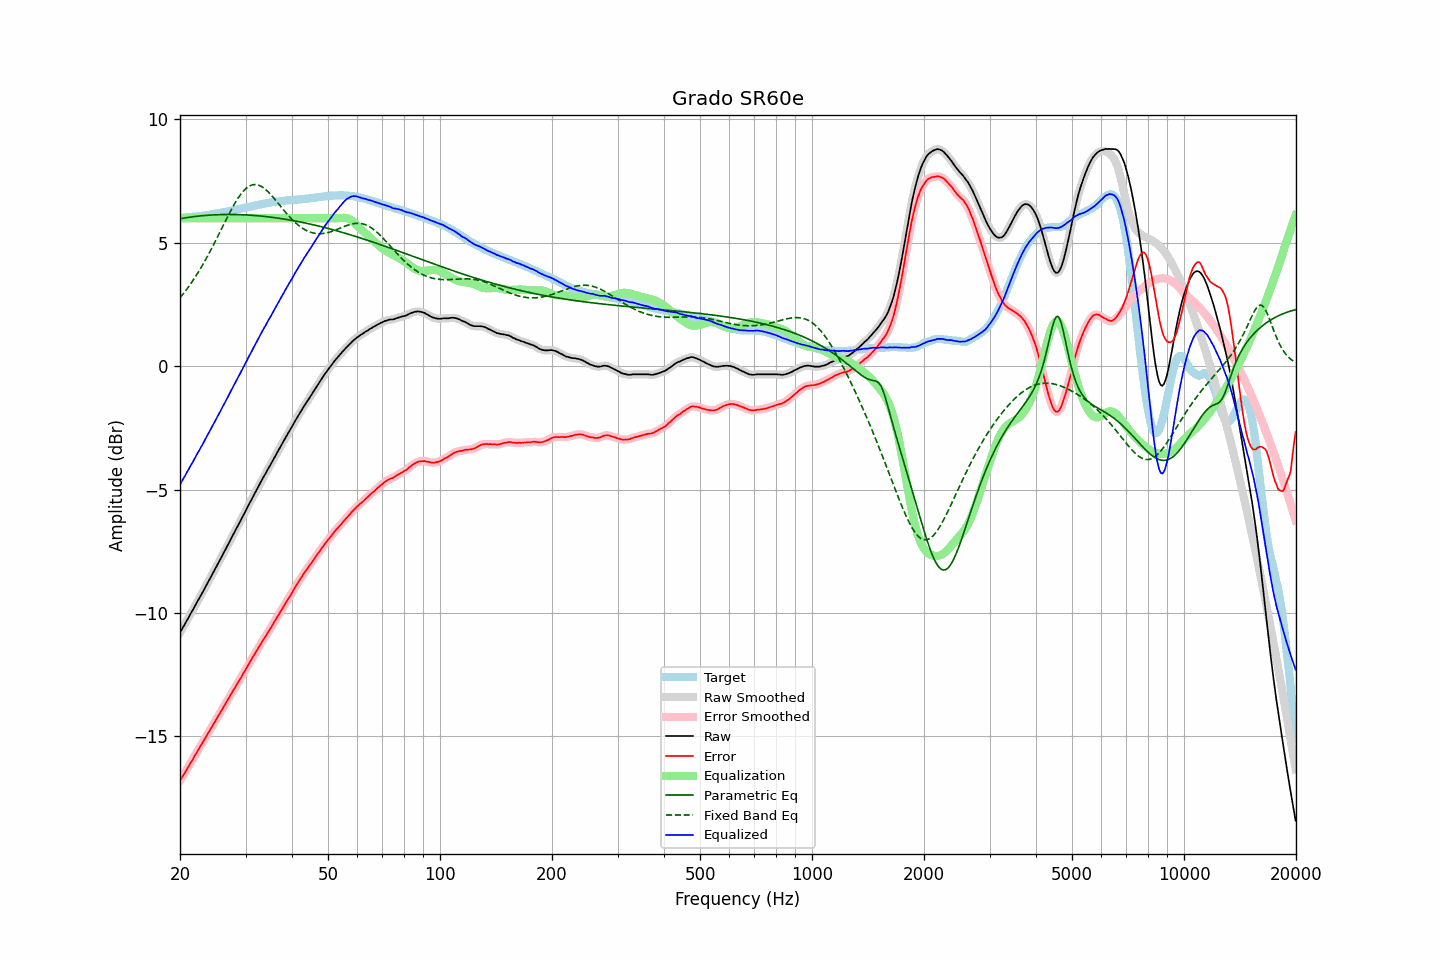 Grado SR60e
Amplitude (dBr)
10
5
0
−5
−10
−15
20
50
100
200
500
1000
2000
5000
10000
20000
Frequency (Hz)
Target
Raw Smoothed
Error Smoothed
Raw
Error
Equalization
Parametric Eq
Fixed Band Eq
Equalized